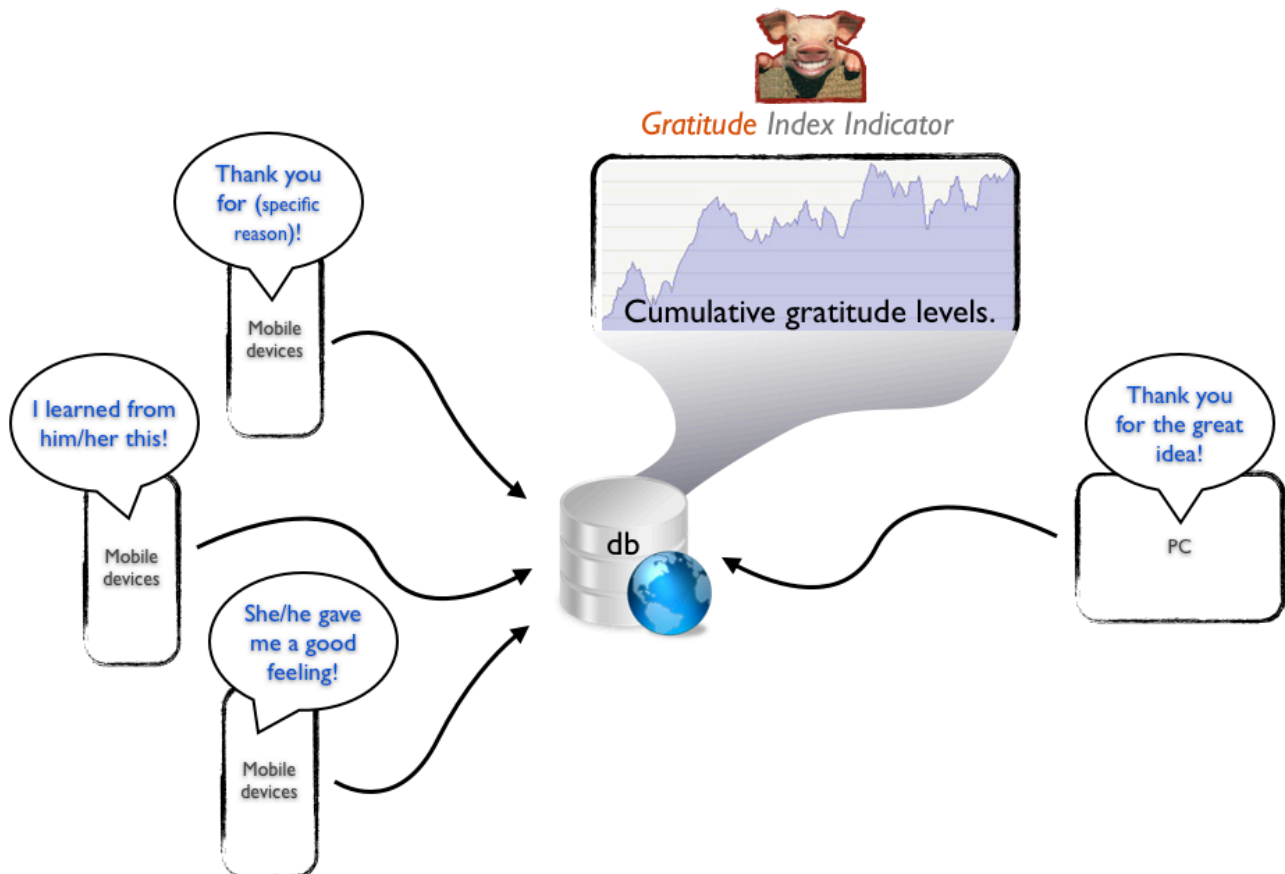 Gratitude Index Indicator
Thank you
for (specific
reason)!
Mobile
devices
Cumulative gratitude levels.
I learned from
him/her this!
Mobile
devices
Thank you
for the great
idea!
PC
db
She/he gave
me a good
feeling!
Mobile
devices